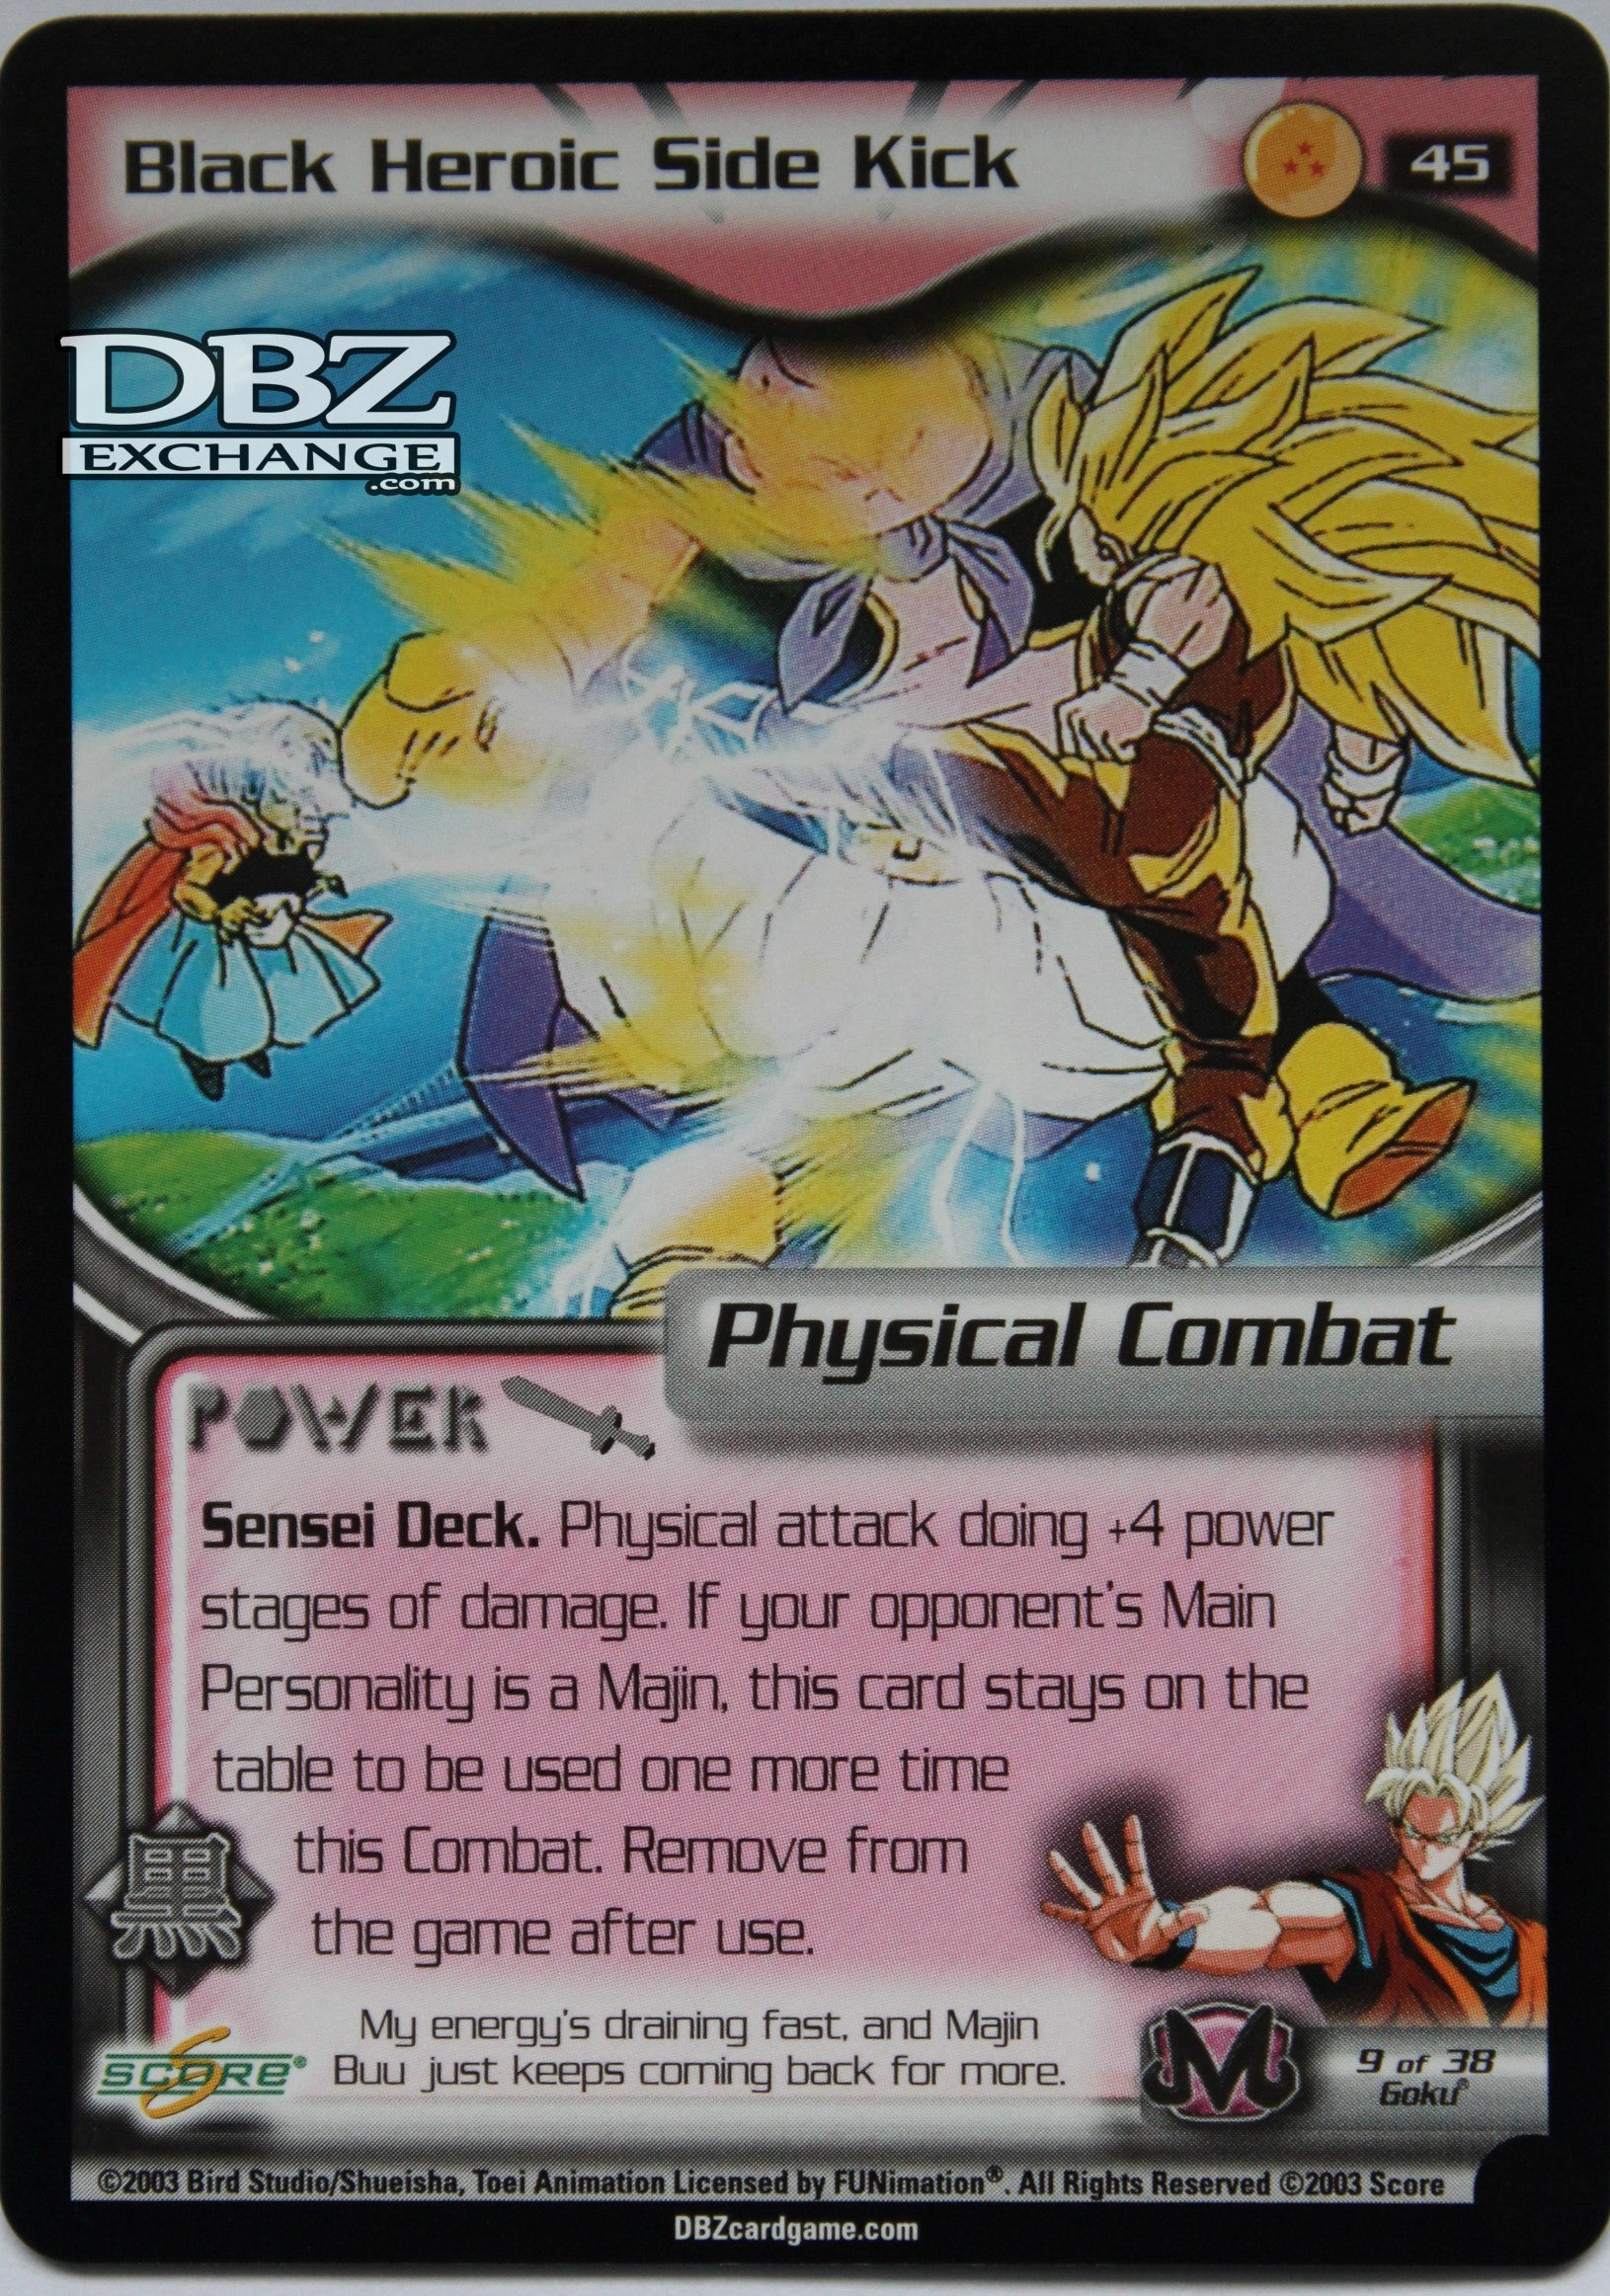 Black Heroic Side Kick
45
DBZ
EXCHANGE
.com
Physical Combat
POWER
Sensei Deck. Physical attack doing +4 power
stages of damage. If your opponent's Main
Personality is a Majin, this card stays on the
table to be used one more time
this Combat. Remove from
the game after use.
黒
My energy's draining fast, and Majin
Buu just keeps coming back for more.
SCORE®
M
9 of 38
Goku®
©2003 Bird Studio/Shueisha, Toei Animation Licensed by FUNimation®. All Rights Reserved ©2003 Score
DBZcardgame.com